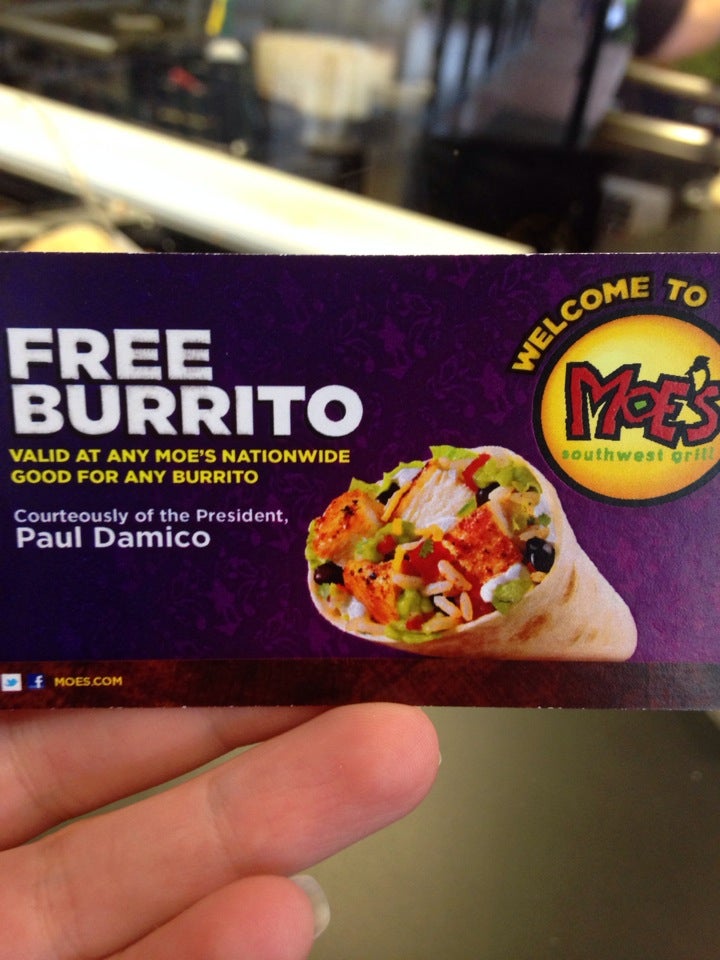 FREE
BURRITO
VALID AT ANY MOE'S NATIONWIDE
GOOD FOR ANY BURRITO
Courteously of the President,
Paul Damico
WELCOME TO
MOE'S
southwest grill
f MOES.COM